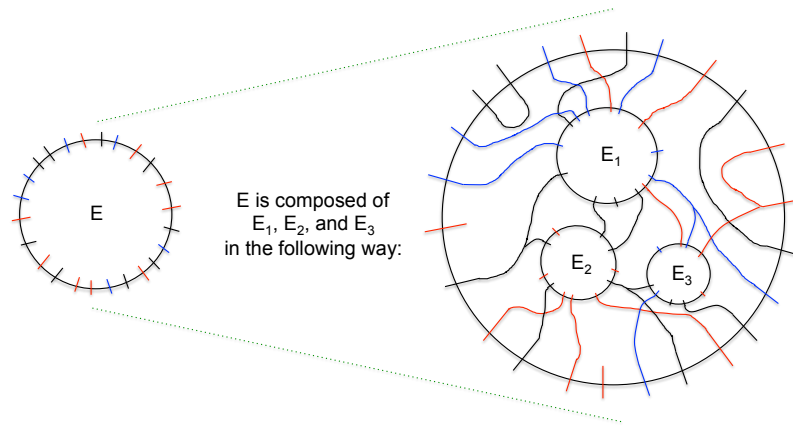 E
E is composed of
E1, E2, and E3
in the following way:
E1
E2
E3